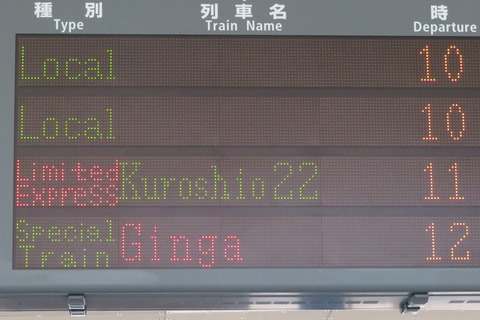 種 別 列 車 名 時
Type Train Name Departure
Local 10
Local 10
Limited Express Kuroshio 22 11
Special Train Ginga 12